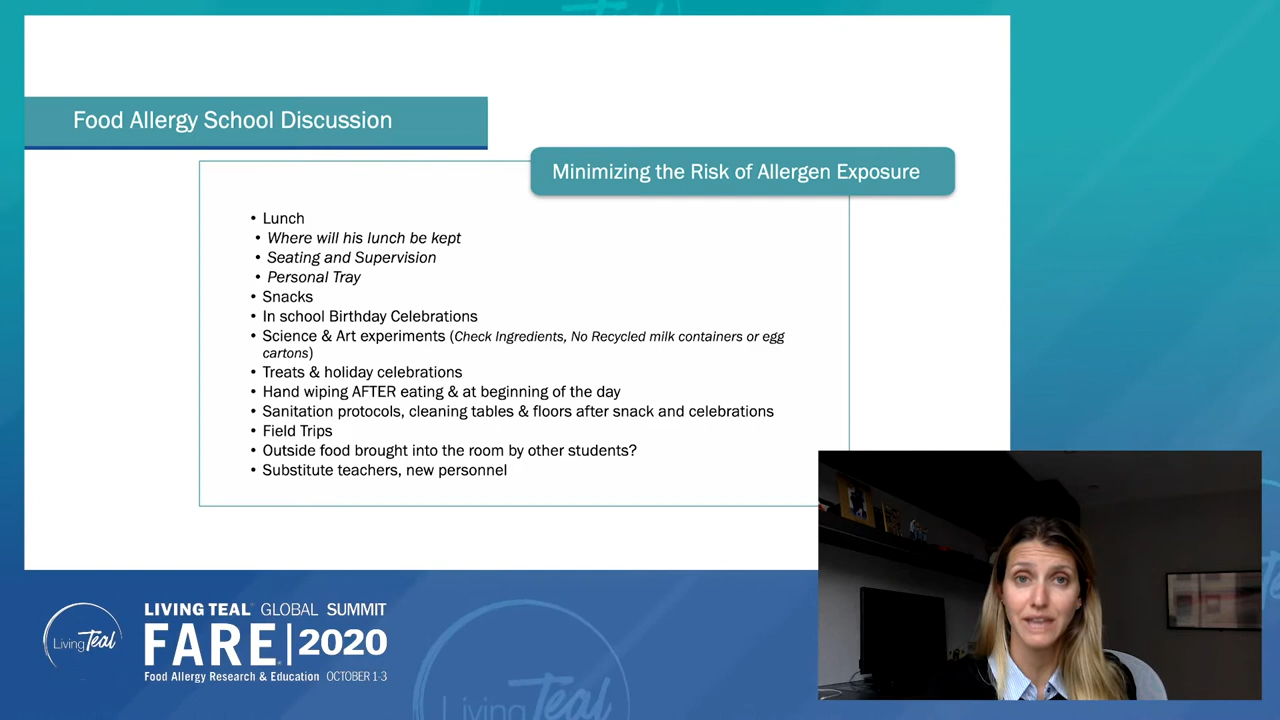 Food Allergy School Discussion
Minimizing the Risk of Allergen Exposure
• Lunch
• Where will his lunch be kept
• Seating and Supervision
• Personal Tray
• Snacks
• In school Birthday Celebrations
• Science & Art experiments (Check Ingredients, No Recycled milk containers or egg
cartons)
• Treats & holiday celebrations
• Hand wiping AFTER eating & at beginning of the day
• Sanitation protocols, cleaning tables & floors after snack and celebrations
• Field Trips
• Outside food brought into the room by other students?
• Substitute teachers, new personnel
Living Teal
LIVING TEAL GLOBAL SUMMIT
FARE | 2020
Food Allergy Research & Education OCTOBER 1-3
Living Teal